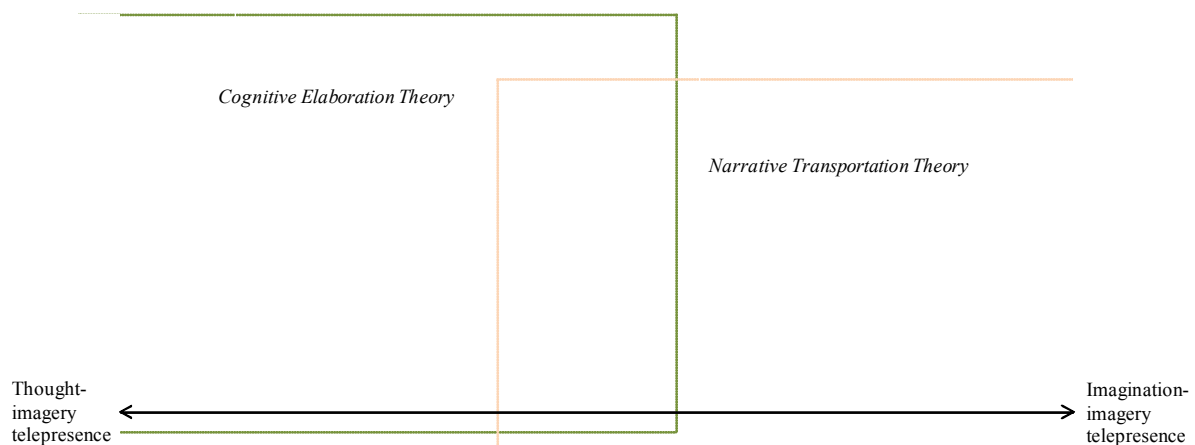 Cognitive Elaboration Theory
Narrative Transportation Theory
Thought-
imagery
telepresence
Imagination-
imagery
telepresence